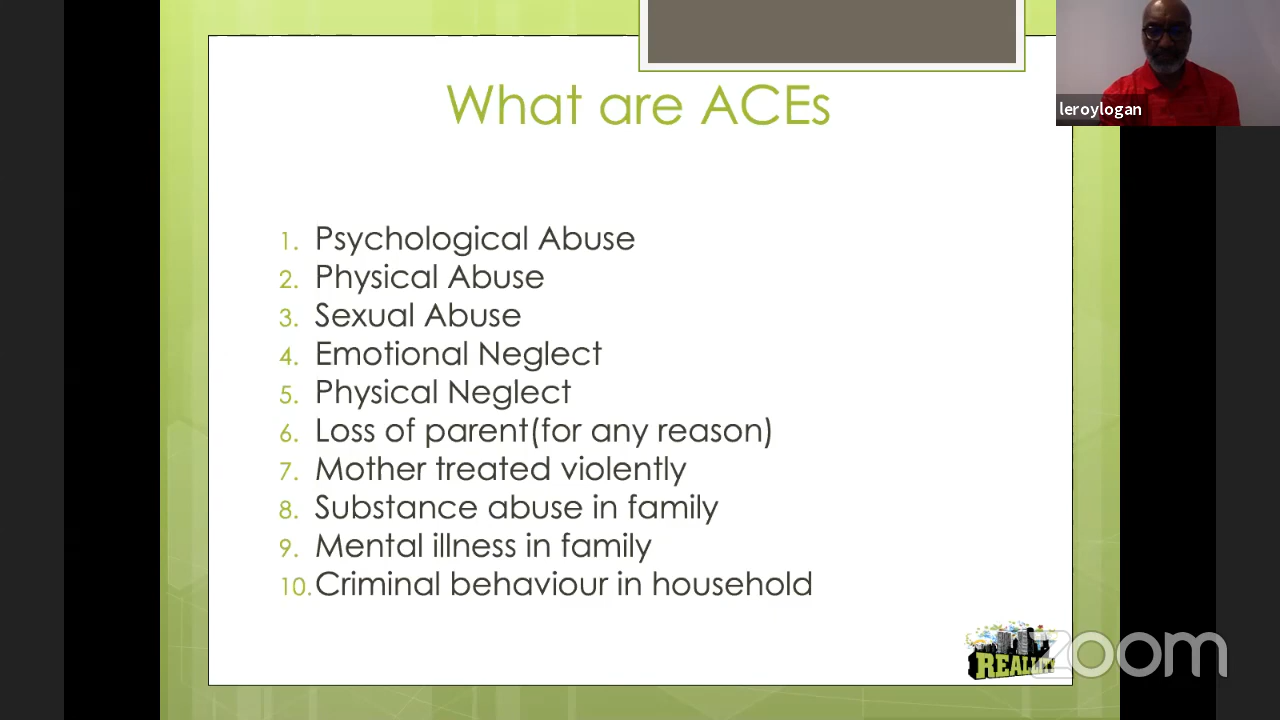 What are ACEs
leroylogan
1. Psychological Abuse
2. Physical Abuse
3. Sexual Abuse
4. Emotional Neglect
5. Physical Neglect
6. Loss of parent(for any reason)
7. Mother treated violently
8. Substance abuse in family
9. Mental illness in family
10. Criminal behaviour in household
zoom